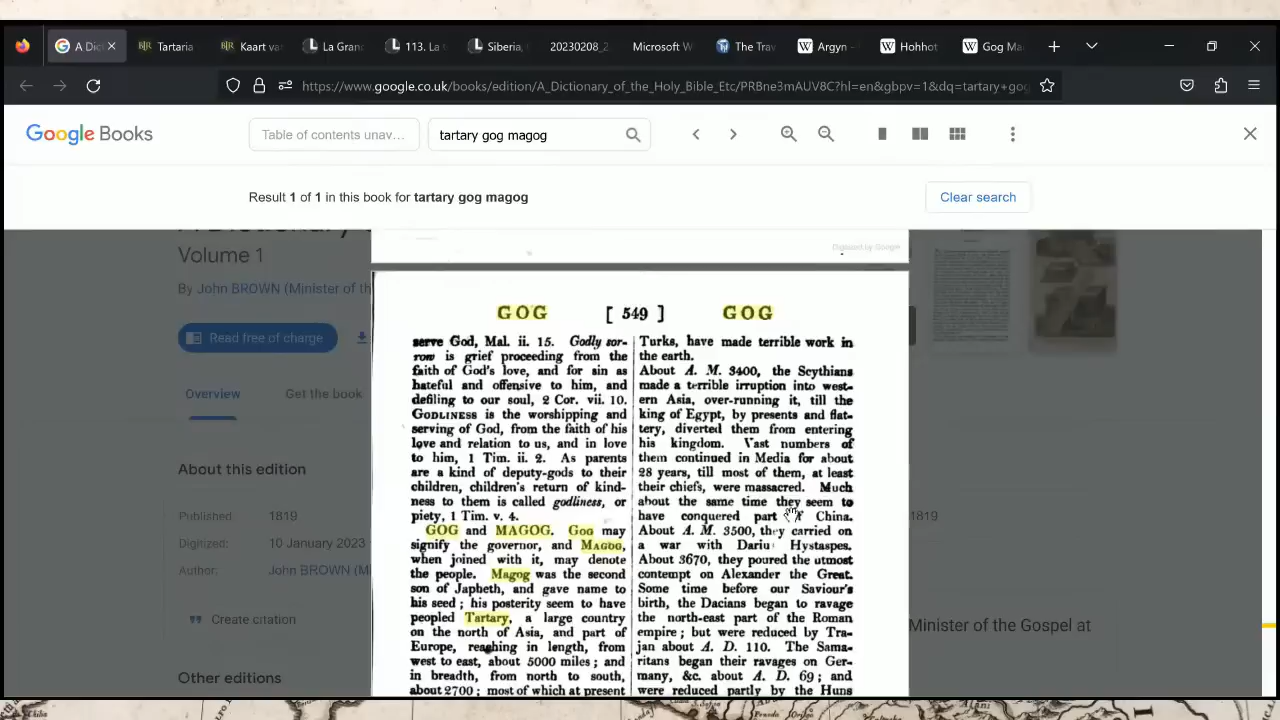 A Dic
Tartaria
Kaart va
La Gran
113. La
Siberia,
20230208_2
Microsoft W
The Trav
Argyn
Hohhot
Gog Ma
https://www.google.co.uk/books/edition/A_Dictionary_of_the_Holy_Bible_Etc/PRBne3mAUV8C?hl=en&gbpv=1&dq=tartary+gog
Google Books
Table of contents unav...
tartary gog magog
Result 1 of 1 in this book for tartary gog magog
Clear search
Volume 1
By John BROWN (Minister of th
Read free of charge
Overview
Get the book
About this edition
Published: 1819
Digitized: 10 January 2023
Author: John BROWN (M
Create citation
Other editions
1819
Minister of the Gospel at
Digitized by Google
GOG [ 549 ] GOG
serve God, Mal. ii. 15. Godly sor-
row is grief proceeding from the
faith of God's love, and for sin as
hateful and offensive to him, and
defiling to our soul, 2 Cor. vii. 10.
GODLINESS is the worshipping and
serving of God, from the faith of his
love and relation to us, and in love
to him, 1 Tim. ii. 2. As parents
are a kind of deputy-gods to their
children, children's return of kind-
ness to them is called godliness, or
piety, 1 Tim. v. 4.
GOG and MAGOG. GOG may
signify the governor, and MAGOG,
when joined with it, may denote
the people. Magog was the second
son of Japheth, and gave name to
his seed; his posterity seem to have
peopled Tartary, a large country
on the north of Asia, and part of
Europe, reaching in length, from
west to east, about 5000 miles; and
in breadth, from north to south,
about 2700; most of which at present
Turks, have made terrible work in
the earth.
About A. M. 3400, the Scythians
made a terrible irruption into west-
ern Asia, over-running it, till the
king of Egypt, by presents and flat-
tery, diverted them from entering
his kingdom. Vast numbers of
them continued in Media for about
28 years, till most of them, at least
their chiefs, were massacred. Much
about the same time they seem to
have conquered part China.
About A. M. 3500, they carried on
a war with Dariu Hystaspes.
About 3670, they poured the utmost
contempt on Alexander the Great.
Some time before our Saviour's
birth, the Dacians began to ravage
the north-east part of the Roman
empire; but were reduced by Tra-
jan about A. D. 110. The Sama-
ritans began their ravages on Ger-
many, &c. about A. D. 69; and
were reduced partly by the Huns